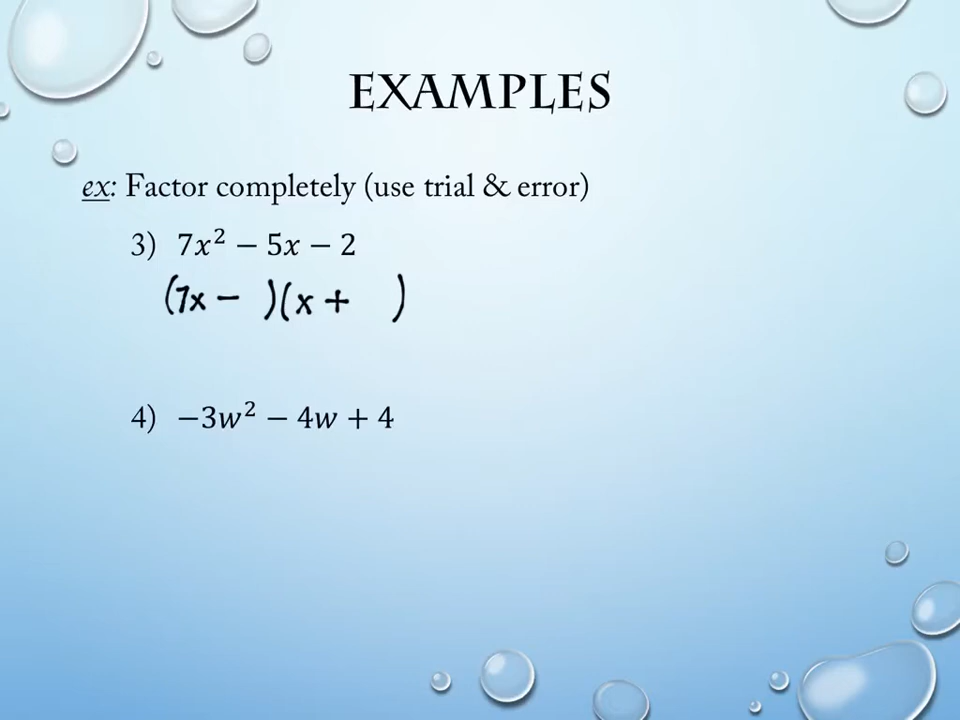 EXAMPLES
ex: Factor completely (use trial & error)
3) 7x² − 5x − 2
(7x −  )(x +  )
4) −3w² − 4w + 4